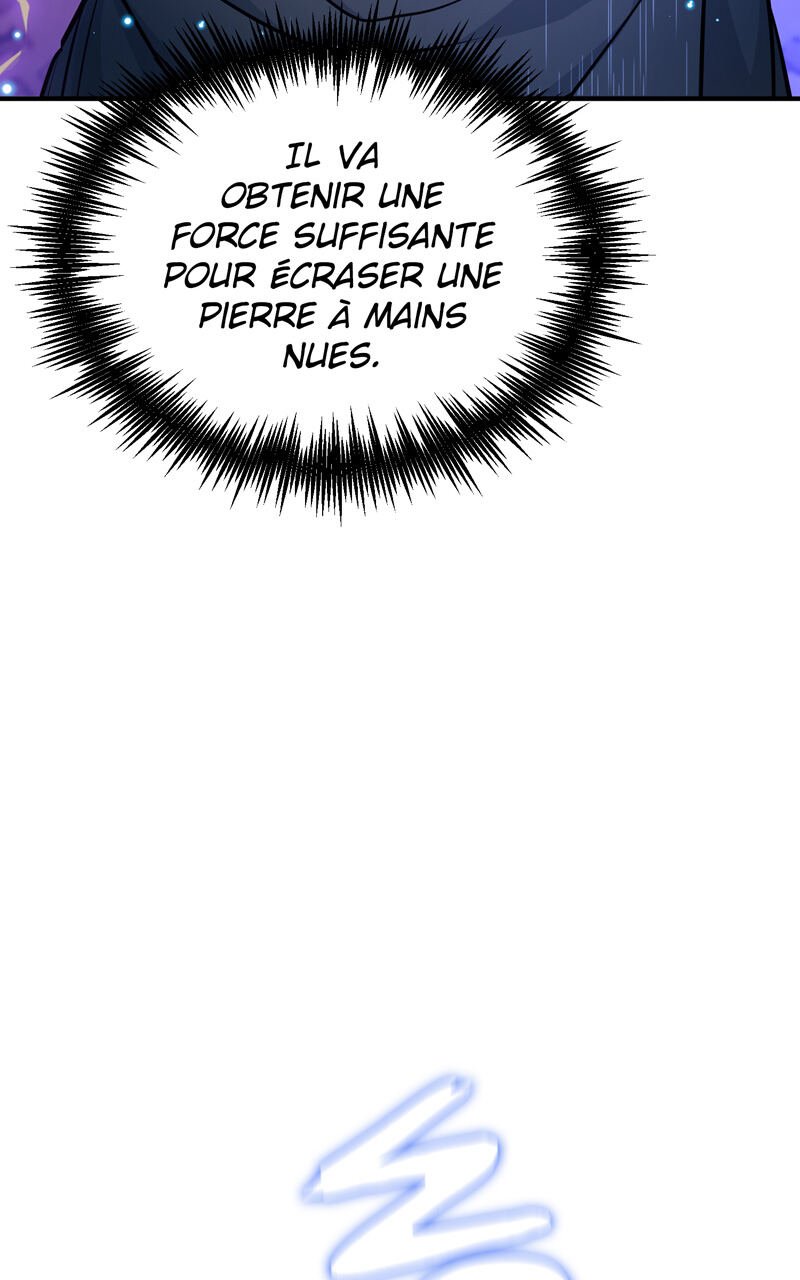 IL VA
OBTENIR UNE
FORCE SUFFISANTE
POUR ÉCRASER UNE
PIERRE À MAINS
NUES.